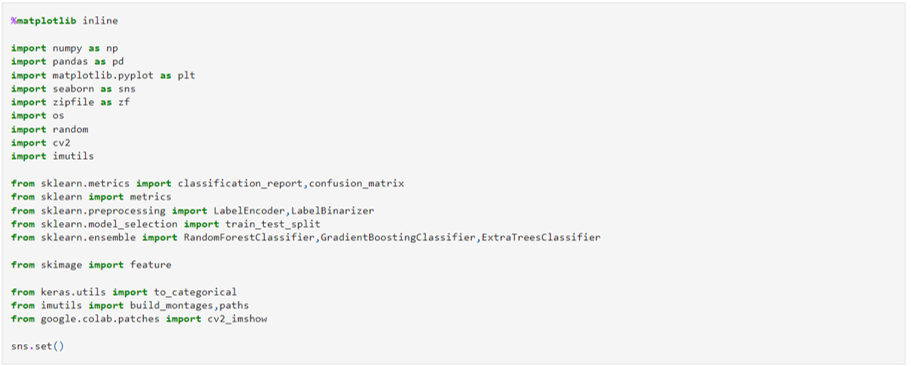 %matplotlib inline
import numpy as np
import pandas as pd
import matplotlib.pyplot as plt
import seaborn as sns
import zipfile as zf
import os
import random
import cv2
import imutils
from sklearn.metrics import classification_report,confusion_matrix
from sklearn import metrics
from sklearn.preprocessing import LabelEncoder,LabelBinarizer
from sklearn.model_selection import train_test_split
from sklearn.ensemble import RandomForestClassifier,GradientBoostingClassifier,ExtraTreesClassifier
from skimage import feature
from keras.utils import to_categorical
from imutils import build_montages,paths
from google.colab.patches import cv2_imshow
sns.set()